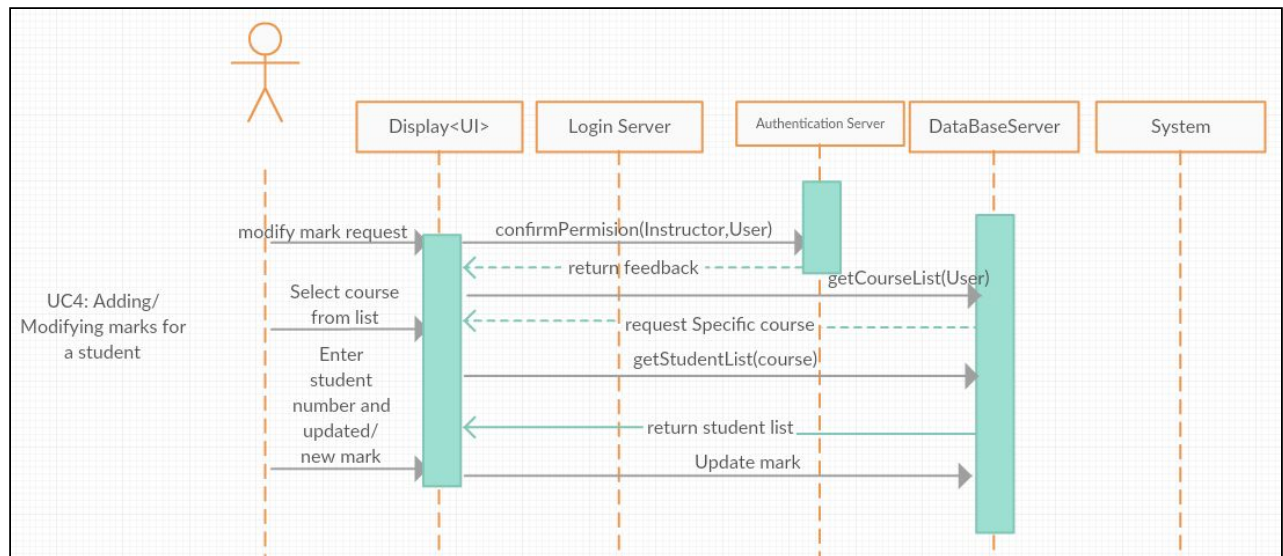 Display<UI>
Login Server
Authentication Server
DataBaseServer
System
modify mark request
confirmPermision(Instructor,User)
return feedback
getCourseList(User)
UC4: Adding/
Modifying marks for
a student
Select course
from list
request Specific course
Enter
student
number and
updated/
new mark
getStudentList(course)
return student list
Update mark